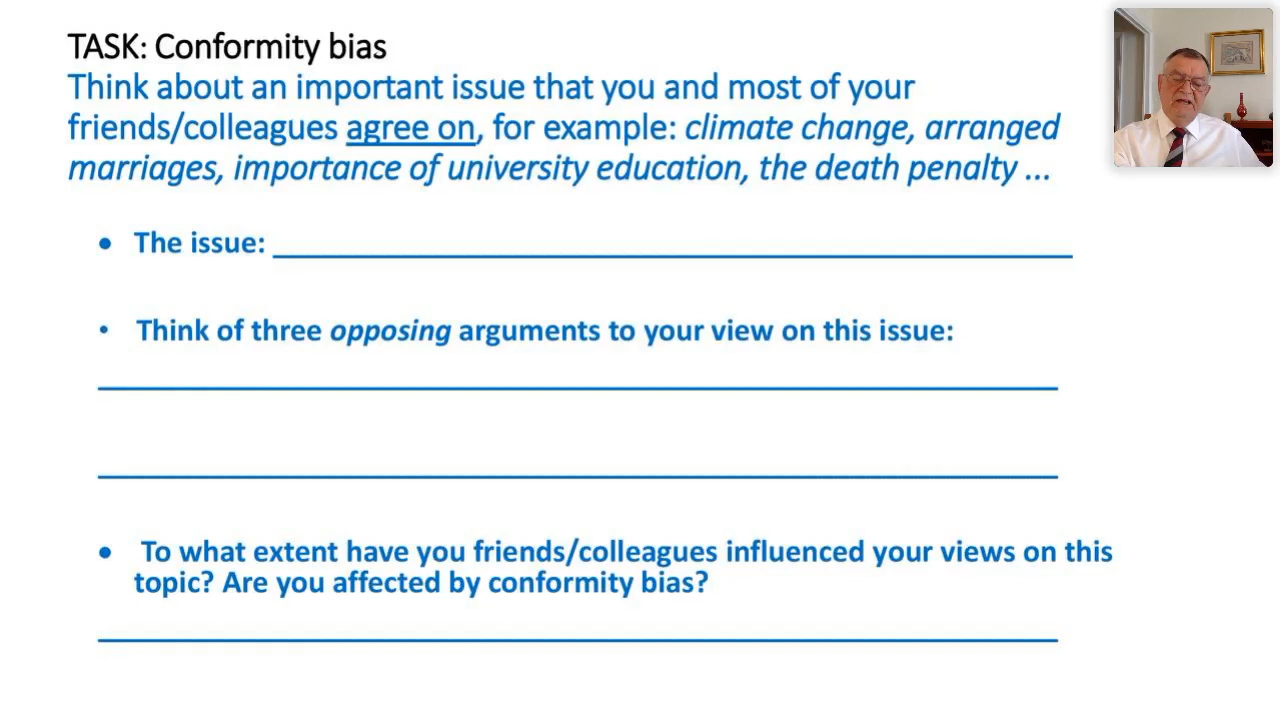 TASK: Conformity bias
Think about an important issue that you and most of your
friends/colleagues agree on, for example: climate change, arranged
marriages, importance of university education, the death penalty ...
• The issue: ______________________________
• Think of three opposing arguments to your view on this issue:
• To what extent have you friends/colleagues influenced your views on this
topic? Are you affected by conformity bias?